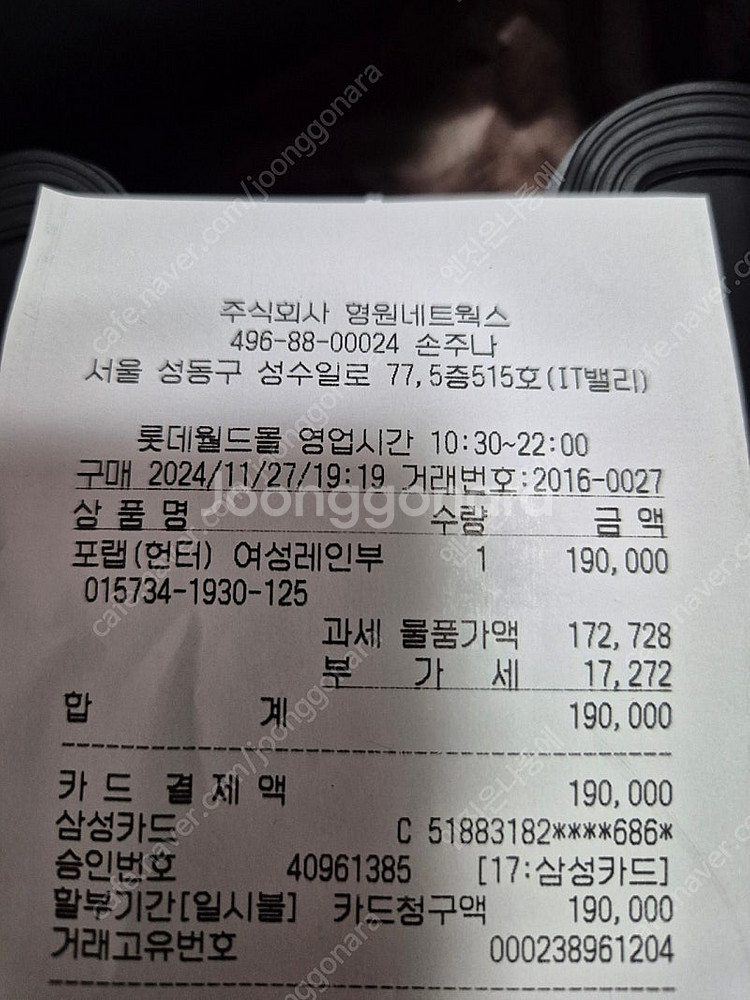 주식회사 형원네트웍스
496-88-00024 손주나
서울 성동구 성수일로 77,5층515호(IT밸리)
롯데월드몰 영업시간 10:30~22:00
구매 2024/11/27/19:19 거래번호:2016-0027
상 품 명 수량 금 액
포랩(헌터) 여성레인부 1 190,000
015734-1930-125
과세 물품가액 172,728
부 가 세 17,272
합 계 190,000
카 드 결 제 액 190,000
삼성카드 C 51883182****686*
승인번호 40961385 [17:삼성카드]
할부기간[일시불] 카드청구액 190,000
거래고유번호 000238961204
Joonggonara
cafe.naver.com/joonggonara